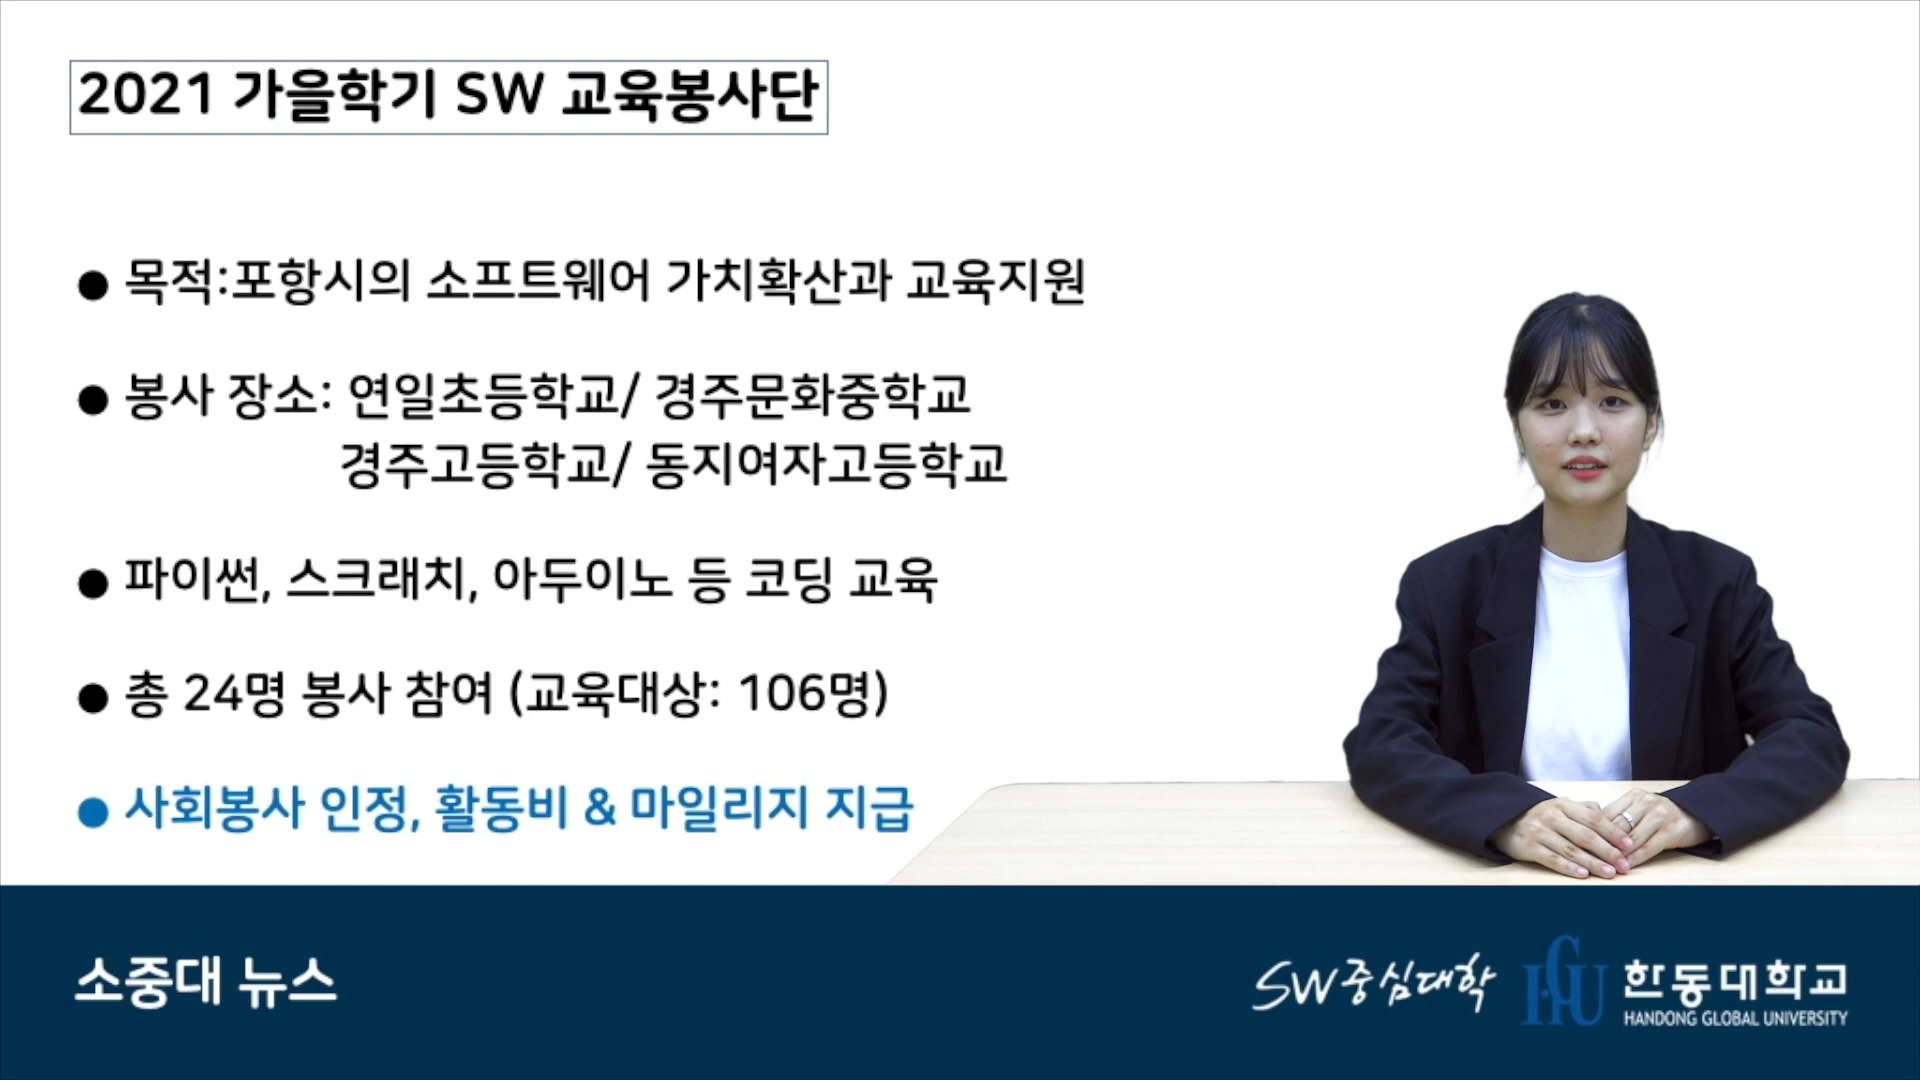 2021 가을학기 SW 교육봉사단
● 목적:포항시의 소프트웨어 가치확산과 교육지원
● 봉사 장소: 연일초등학교/ 경주문화중학교
경주고등학교/ 동지여자고등학교
● 파이썬, 스크래치, 아두이노 등 코딩 교육
● 총 24명 봉사 참여 (교육대상: 106명)
● 사회봉사 인정, 활동비 & 마일리지 지급
소중대 뉴스
SW중심대학
HGU 한동대학교
HANDONG GLOBAL UNIVERSITY